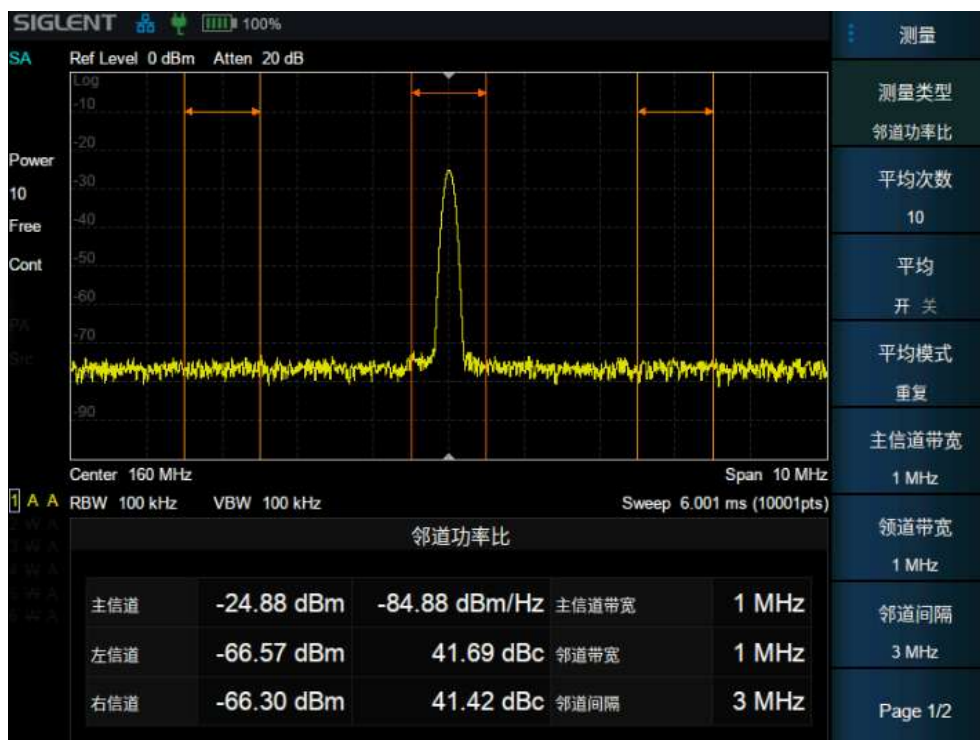 SIGLENT 100%
SA Ref Level 0 dBm Atten 20 dB
Log
-10
-20
-30
-40
-50
-60
-70
-90
Power
10
Free
Cont
PA
Center 160 MHz Span 10 MHz
1 A A RBW 100 kHz VBW 100 kHz Sweep 6.001 ms (10001pts)
邻道功率比
主信道 -24.88 dBm -84.88 dBm/Hz 主信道带宽 1 MHz
左信道 -66.57 dBm 41.69 dBc 邻道带宽 1 MHz
右信道 -66.30 dBm 41.42 dBc 邻道间隔 3 MHz
测量
测量类型
邻道功率比
平均次数
10
平均
开 关
平均模式
重复
主信道带宽
1 MHz
领道带宽
1 MHz
邻道间隔
3 MHz
Page 1/2